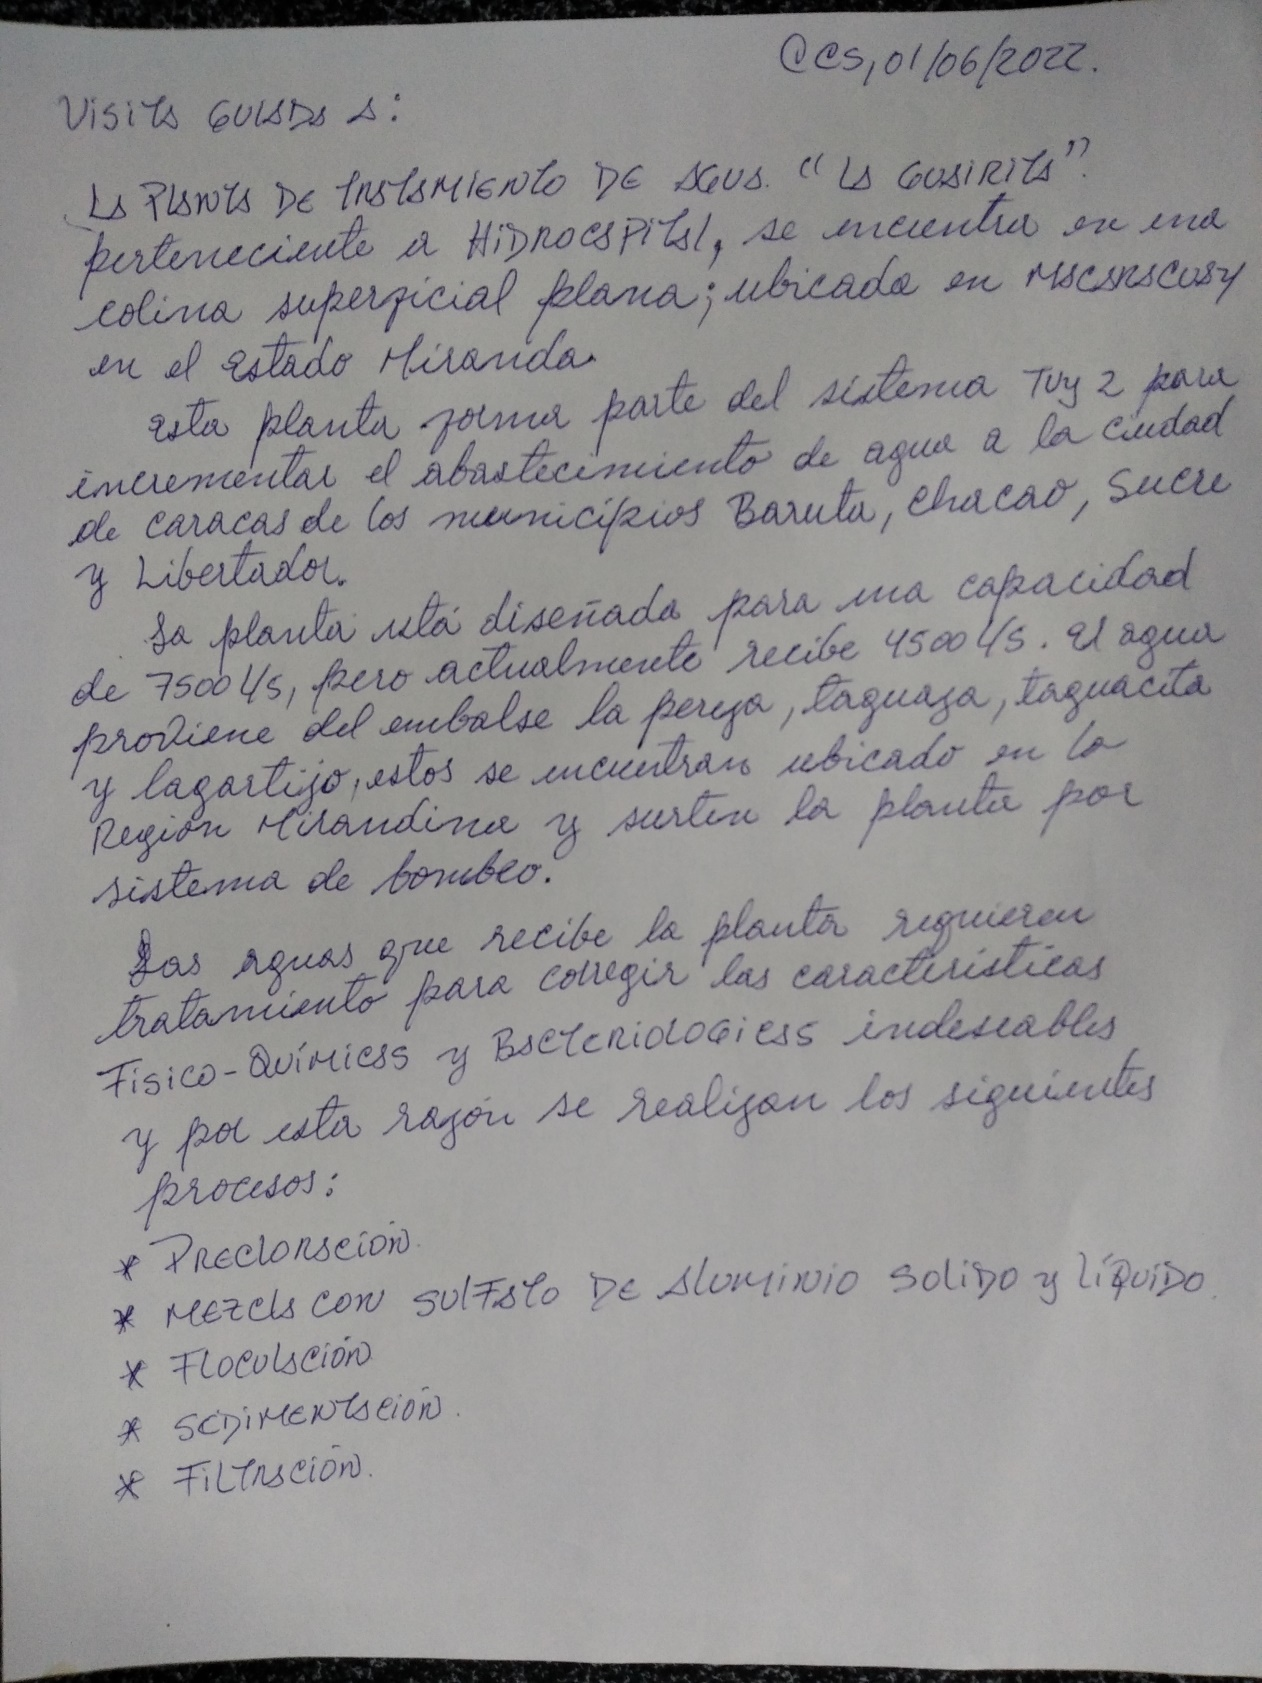 CCS, 01/06/2022.
Visita GUIADA A:
LA PLANTA DE TRATAMIENTO DE AGUA. "LA GUAIRITA".
perteneciente a HIDROCAPITAL, se encuentra en una
colina superficial plana; ubicada en MACARACUAY
en el Estado Miranda.
Esta planta forma parte del sistema Tuy 2 para
incrementar el abastecimiento de agua a la ciudad
de caracas de los municipios Baruta, chacao, Sucre
y Libertador.
La planta está diseñada para una capacidad
de 7500 l/s, pero actualmente recibe 4500 l/s. El agua
proviene del embalse la pereza, taguaza, taguacita
y lagartijo, estos se encuentran ubicado en la
Región Mirandina y surten la planta por
sistema de bombeo.
Las aguas que recibe la planta requieren
tratamiento para corregir las características
Físico-QUÍMICAS y BACTERIOLOGICAS indeseables
y por esta razón se realizan los siguientes
procesos:
* PRECLORACIÓN.
* MEZCLA CON SULFATO DE ALUMINIO SOLIDO y LÍQUIDO.
* FLOCULACIÓN
* SEDIMENTACIÓN.
* FILTRACIÓN.